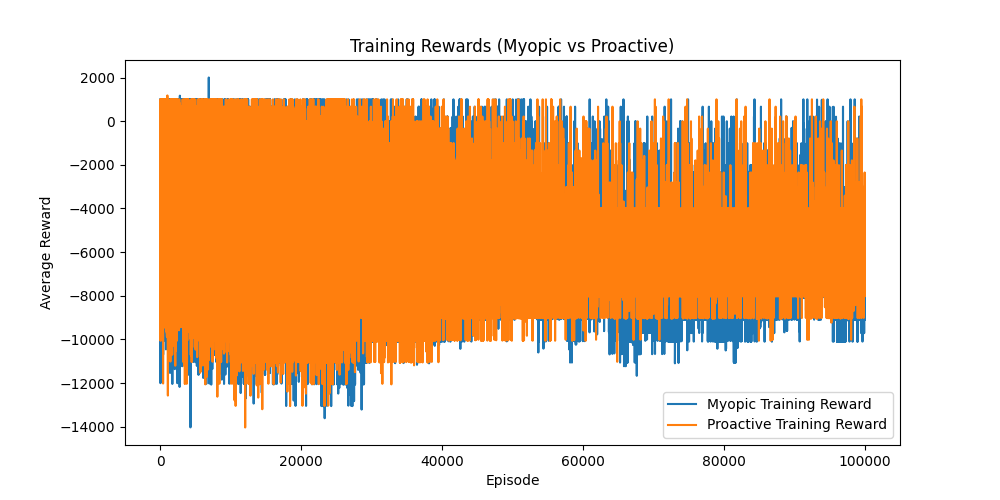 Training Rewards (Myopic vs Proactive)
2000
0
−2000
−4000
−6000
−8000
−10000
−12000
−14000
Average Reward
0 20000 40000 60000 80000 100000
Episode
Myopic Training Reward
Proactive Training Reward